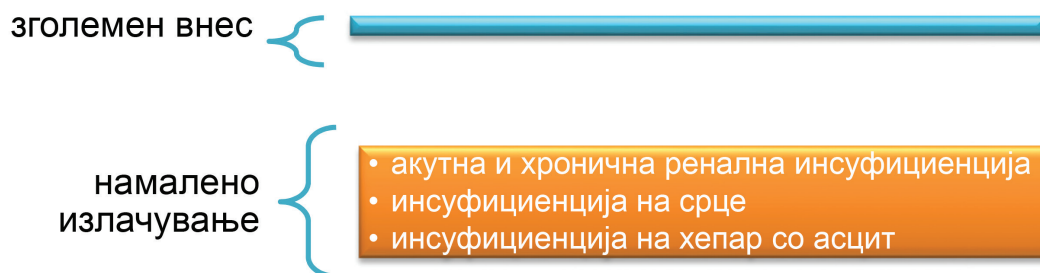 зголемен внес
намалено
излачување
• акутна и хронична ренална инсуфициенција
• инсуфициенција на срце
• инсуфициенција на хепар со асцит